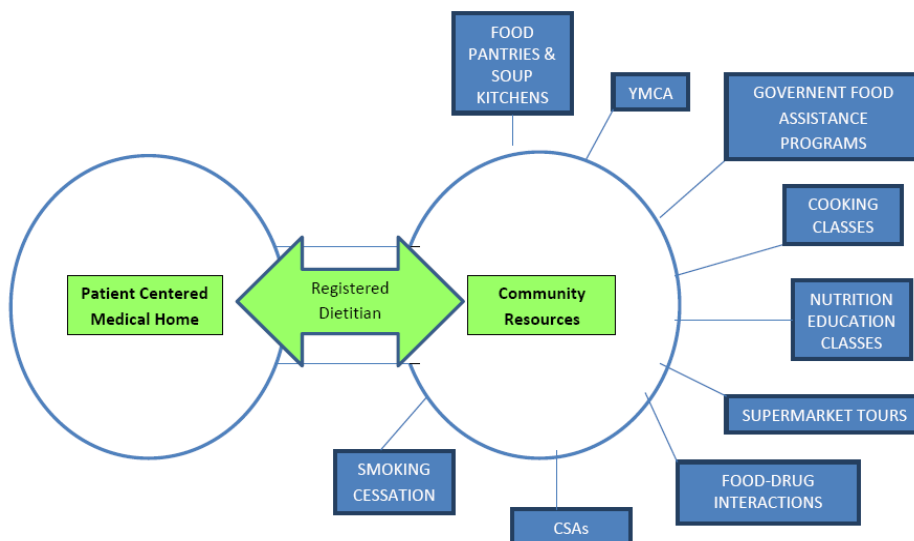 FOOD
PANTRIES &
SOUP
KITCHENS
YMCA
GOVERNENT FOOD
ASSISTANCE
PROGRAMS
COOKING
CLASSES
Patient Centered
Medical Home
Registered
Dietitian
Community
Resources
NUTRITION
EDUCATION
CLASSES
SUPERMARKET TOURS
SMOKING
CESSATION
FOOD-DRUG
INTERACTIONS
CSAs